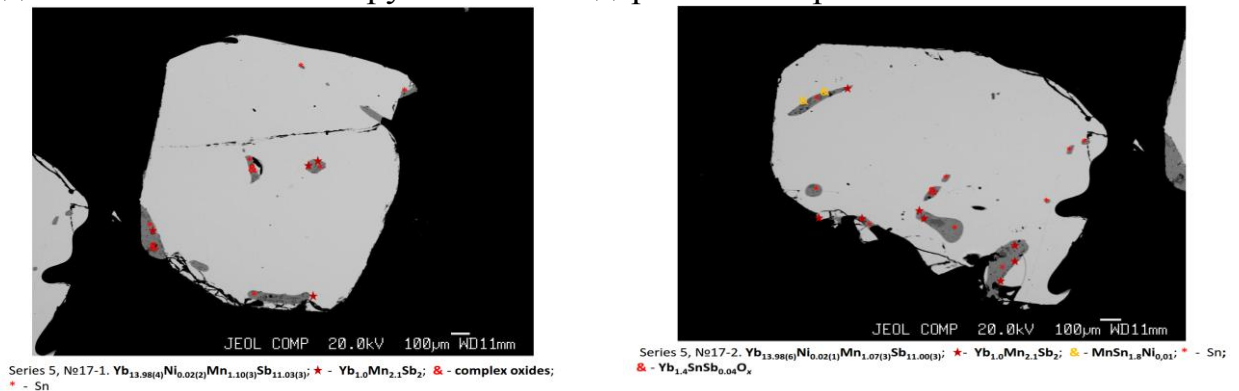 JEOL COMP 20.0kV 100µm WD11mm
Series 5, №17-1. Yb13.98(4)Ni0.02(2)Mn1.10(3)Sb11.03(3); ★ - Yb1.0Mn2.1Sb2; & - complex oxides;
* - Sn
JEOL COMP 20.0kV 100µm WD11mm
Series 5, №17-2. Yb13.98(6)Ni0.02(1)Mn1.07(3)Sb11.00(3); ★- Yb1.0Mn2.1Sb2; & - MnSn1.8Ni0,01; * - Sn;
& - Yb1.4SnSb0.04Ox